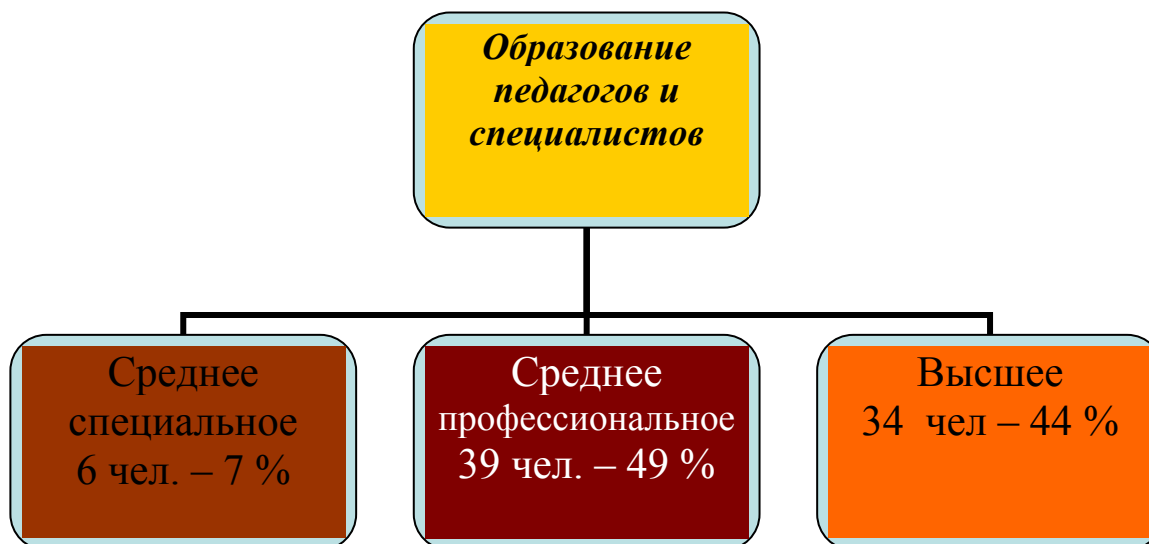 Образование
педагогов и
специалистов
Среднее
специальное
6 чел. – 7 %
Среднее
профессиональное
39 чел. – 49 %
Высшее
34 чел – 44 %